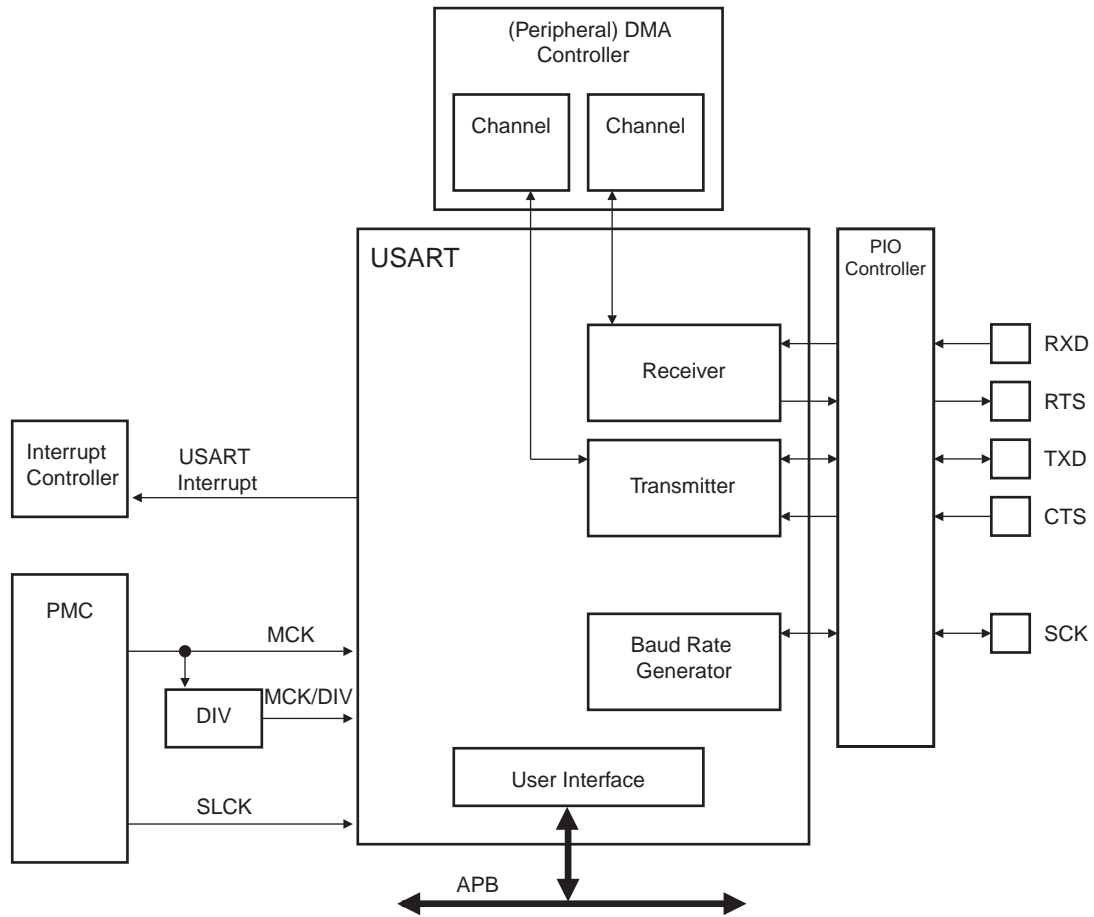 (Peripheral) DMA
Controller
Channel
Channel
USART
PIO
Controller
Receiver
RXD
RTS
Interrupt
Controller
USART
Interrupt
Transmitter
TXD
CTS
PMC
MCK
Baud Rate
Generator
SCK
DIV
MCK/DIV
User Interface
SLCK
APB